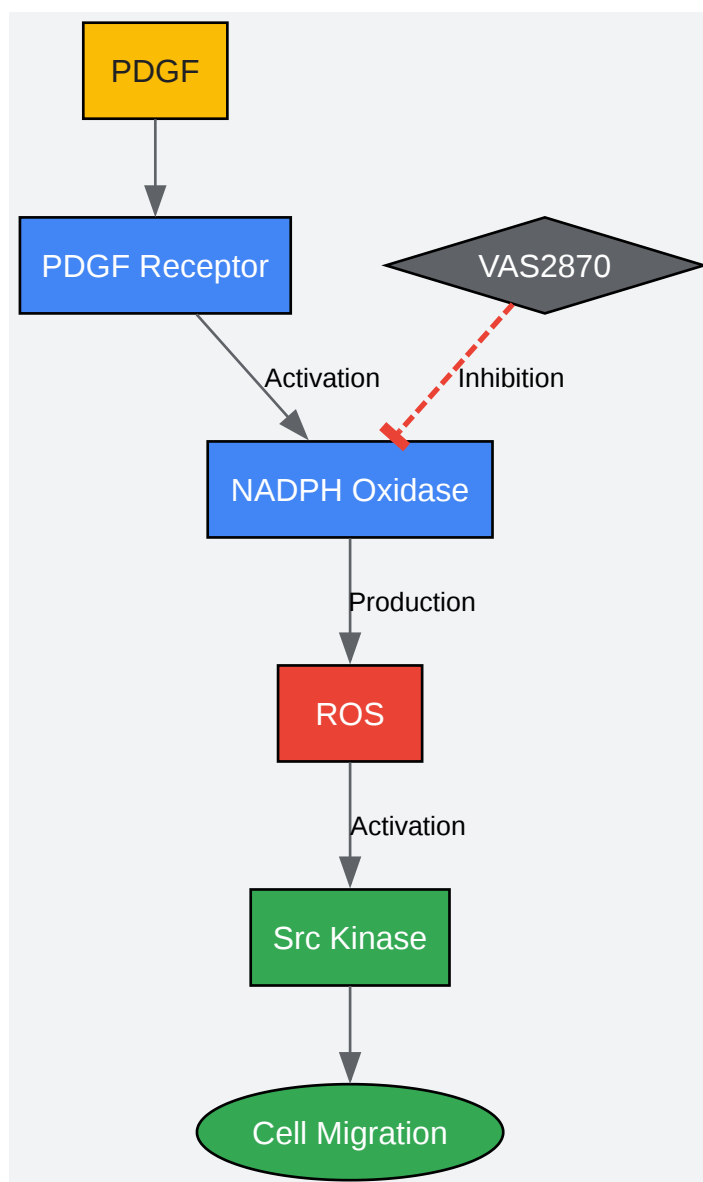 PDGF
PDGF Receptor
VAS2870
Activation
Inhibition
NADPH Oxidase
Production
ROS
Activation
Src Kinase
Cell Migration